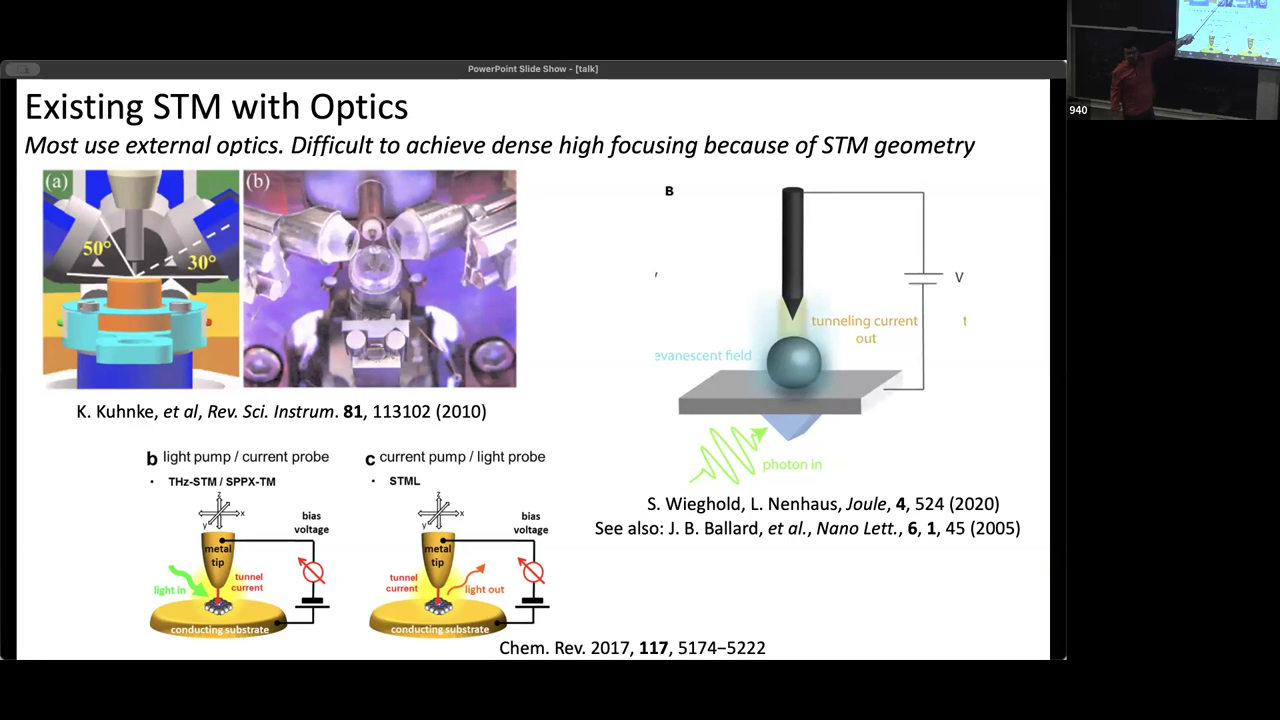 PowerPoint Slide Show - [talk]
940
Existing STM with Optics
Most use external optics. Difficult to achieve dense high focusing because of STM geometry
(a)
50°
30°
(b)
K. Kuhnke, et al, Rev. Sci. Instrum. 81, 113102 (2010)
B
V
tunneling current
out
t
evanescent field
photon in
S. Wieghold, L. Nenhaus, Joule, 4, 524 (2020)
See also: J. B. Ballard, et al., Nano Lett., 6, 1, 45 (2005)
b light pump / current probe
• THz-STM / SPPX-TM
z
x
y
bias
voltage
metal
tip
light in
tunnel
current
conducting substrate
c current pump / light probe
• STML
z
x
y
bias
voltage
metal
tip
tunnel
current
light out
conducting substrate
Chem. Rev. 2017, 117, 5174−5222